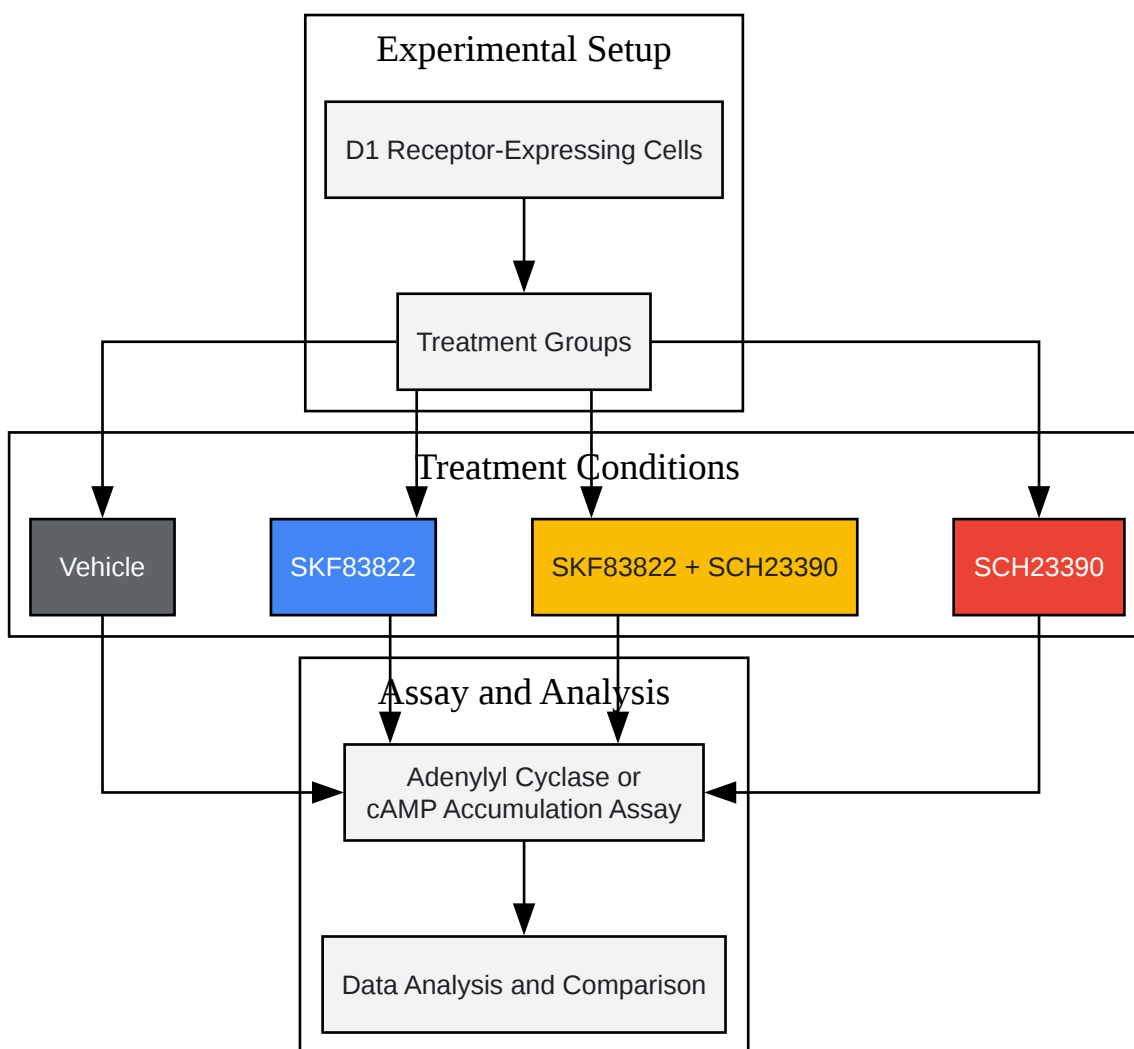 Experimental Setup
D1 Receptor-Expressing Cells
Treatment Groups
Treatment Conditions
Vehicle
SKF83822
SKF83822 + SCH23390
SCH23390
Assay and Analysis
Adenylyl Cyclase or
cAMP Accumulation Assay
Data Analysis and Comparison